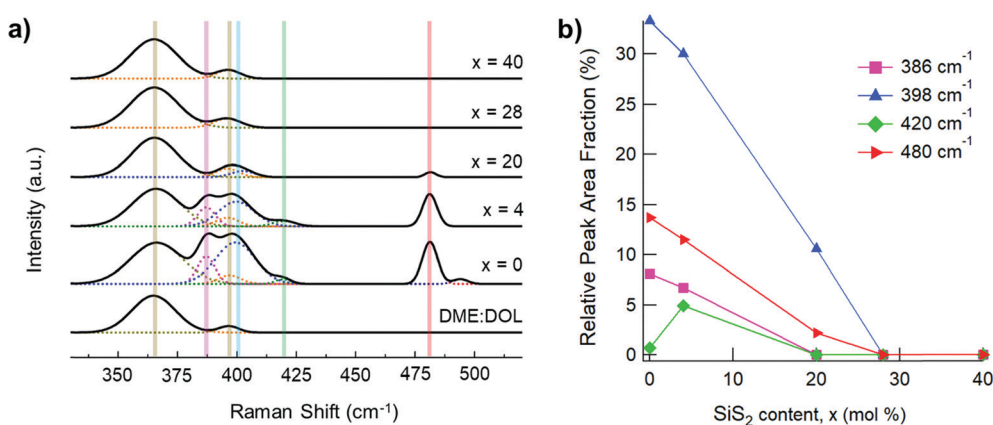 a)
Intensity (a.u.)
x = 40
x = 28
x = 20
x = 4
x = 0
DME:DOL
350 375 400 425 450 475 500
Raman Shift (cm⁻¹)
b)
Relative Peak Area Fraction (%)
30
25
20
15
10
5
0
386 cm⁻¹
398 cm⁻¹
420 cm⁻¹
480 cm⁻¹
0 10 20 30 40
SiS₂ content, x (mol %)